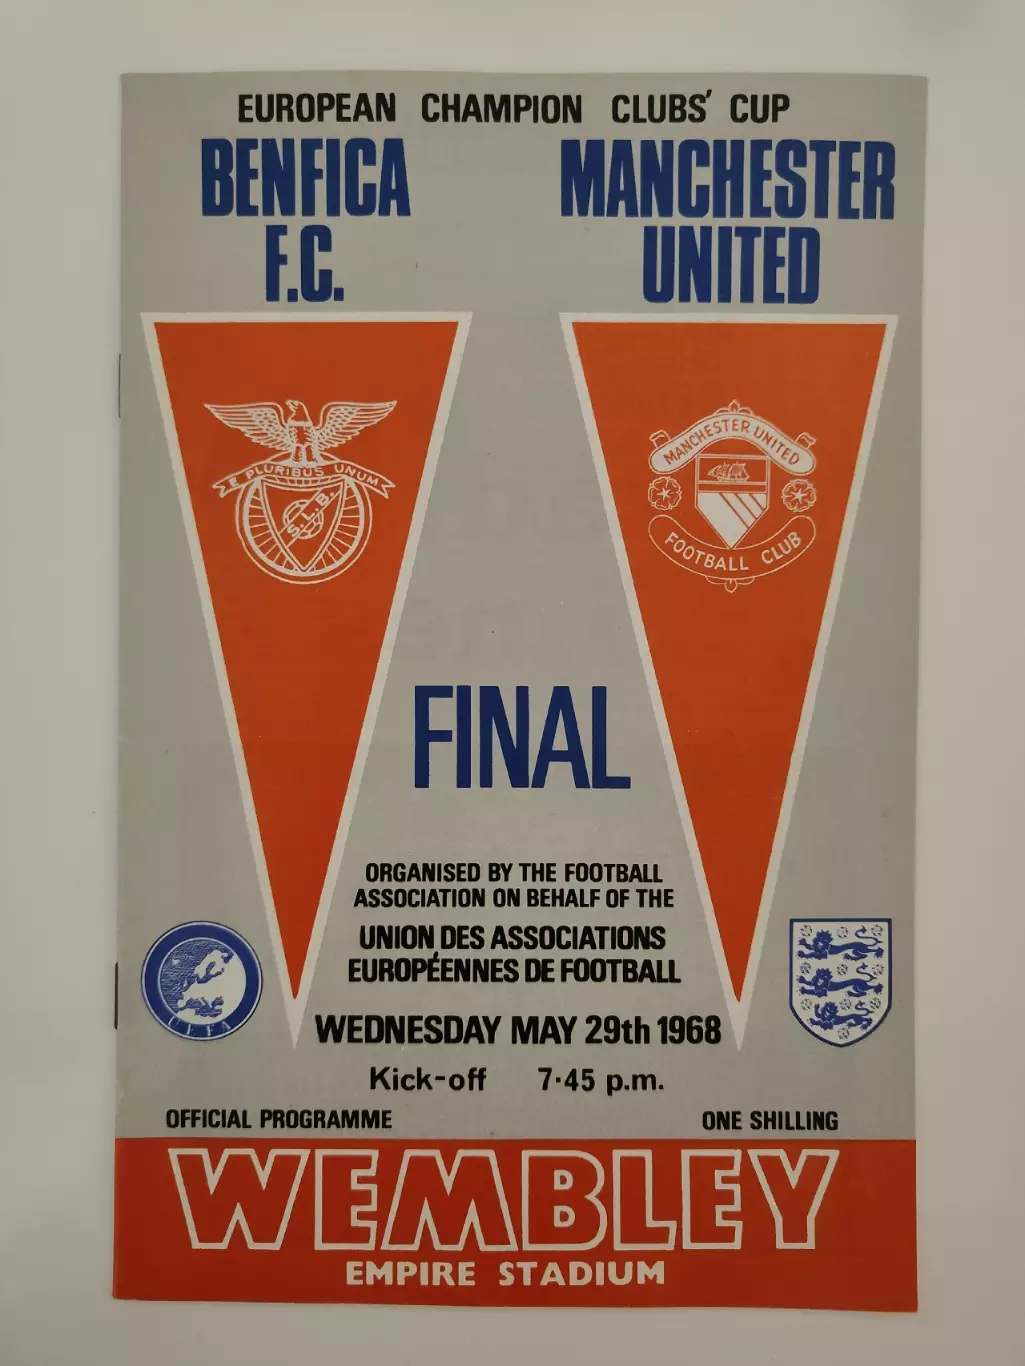 EUROPEAN CHAMPION CLUBS' CUP
BENFICA
F.C.
MANCHESTER
UNITED
E PLURIBUS UNUM
S.L.B.
MANCHESTER UNITED
FOOTBALL CLUB
FINAL
ORGANISED BY THE FOOTBALL
ASSOCIATION ON BEHALF OF THE
UNION DES ASSOCIATIONS
EUROPÉENNES DE FOOTBALL
UEFA
WEDNESDAY MAY 29th 1968
Kick-off 7·45 p.m.
OFFICIAL PROGRAMME
ONE SHILLING
WEMBLEY
EMPIRE STADIUM